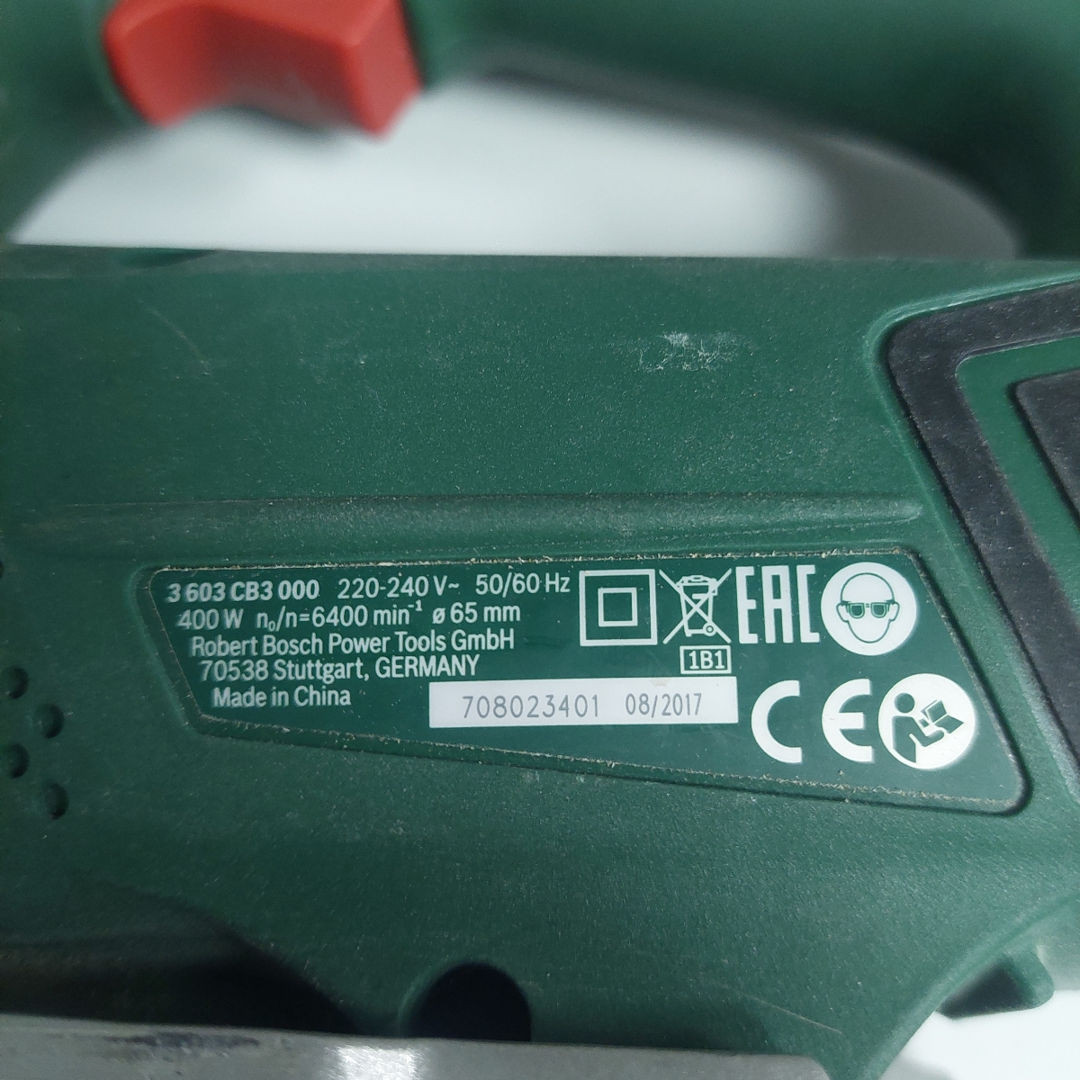 3 603 CB3 000 220-240 V~ 50/60 Hz
400 W n₀/n=6400 min⁻¹ ø 65 mm
Robert Bosch Power Tools GmbH
70538 Stuttgart, GERMANY
Made in China
708023401 08/2017
1B1
EAC
CE